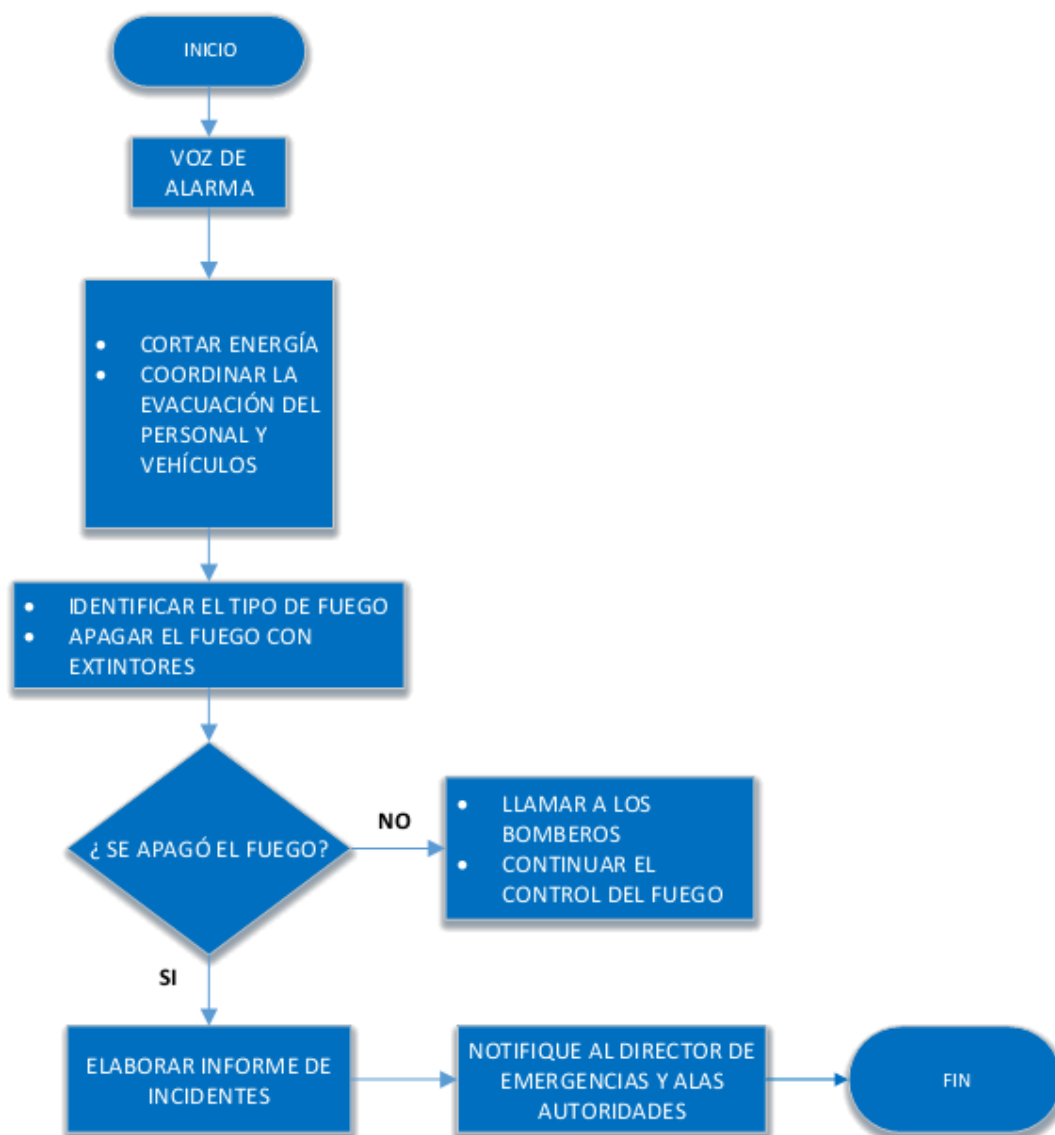 INICIO
VOZ DE
ALARMA
• CORTAR ENERGÍA
• COORDINAR LA
EVACUACIÓN DEL
PERSONAL Y
VEHÍCULOS
• IDENTIFICAR EL TIPO DE FUEGO
• APAGAR EL FUEGO CON
EXTINTORES
¿ SE APAGÓ EL FUEGO?
NO
• LLAMAR A LOS
BOMBEROS
• CONTINUAR EL
CONTROL DEL FUEGO
SI
ELABORAR INFORME DE
INCIDENTES
NOTIFIQUE AL DIRECTOR DE
EMERGENCIAS Y ALAS
AUTORIDADES
FIN